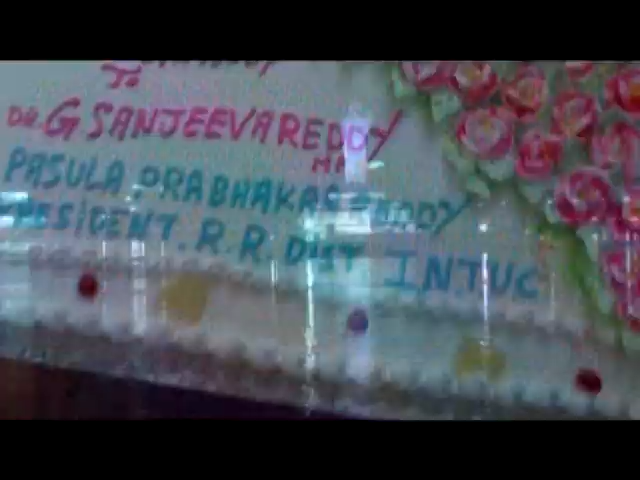 To
DR. G SANJEEVA REDDY
PASULA PRABHAKAR REDDY
PRESIDENT. R.R. DIST INTUC